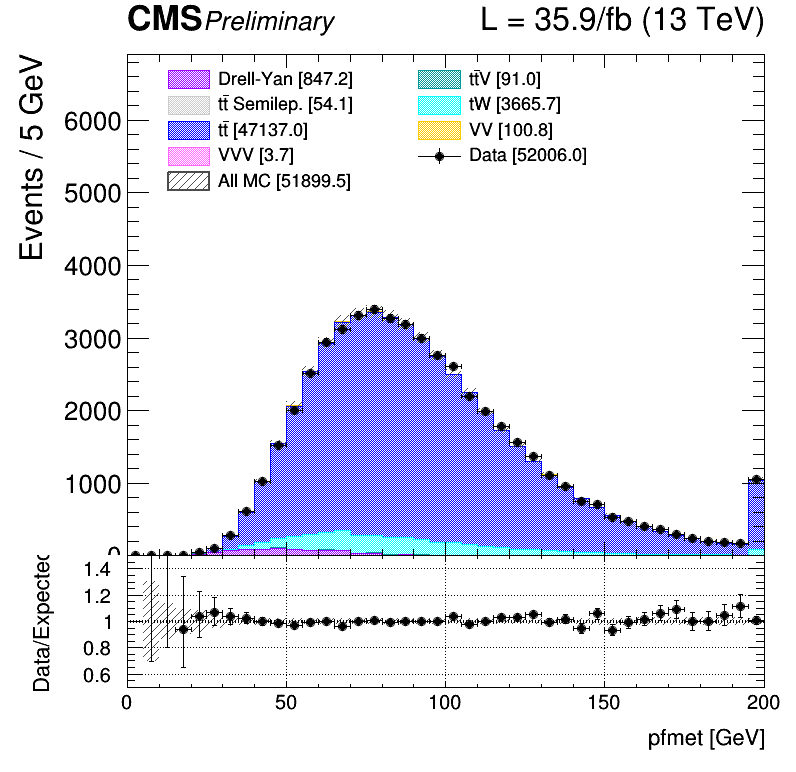 CMS Preliminary L = 35.9/fb (13 TeV)
Drell-Yan [847.2]
tt̄V [91.0]
tt̄ Semilep. [54.1]
tW [3665.7]
tt̄ [47137.0]
VV [100.8]
VVV [3.7]
Data [52006.0]
All MC [51899.5]
Events / 5 GeV
6000
5000
4000
3000
2000
1000
0
Data/Expected
1.4
1.2
1
0.8
0.6
0 50 100 150 200
pfmet [GeV]